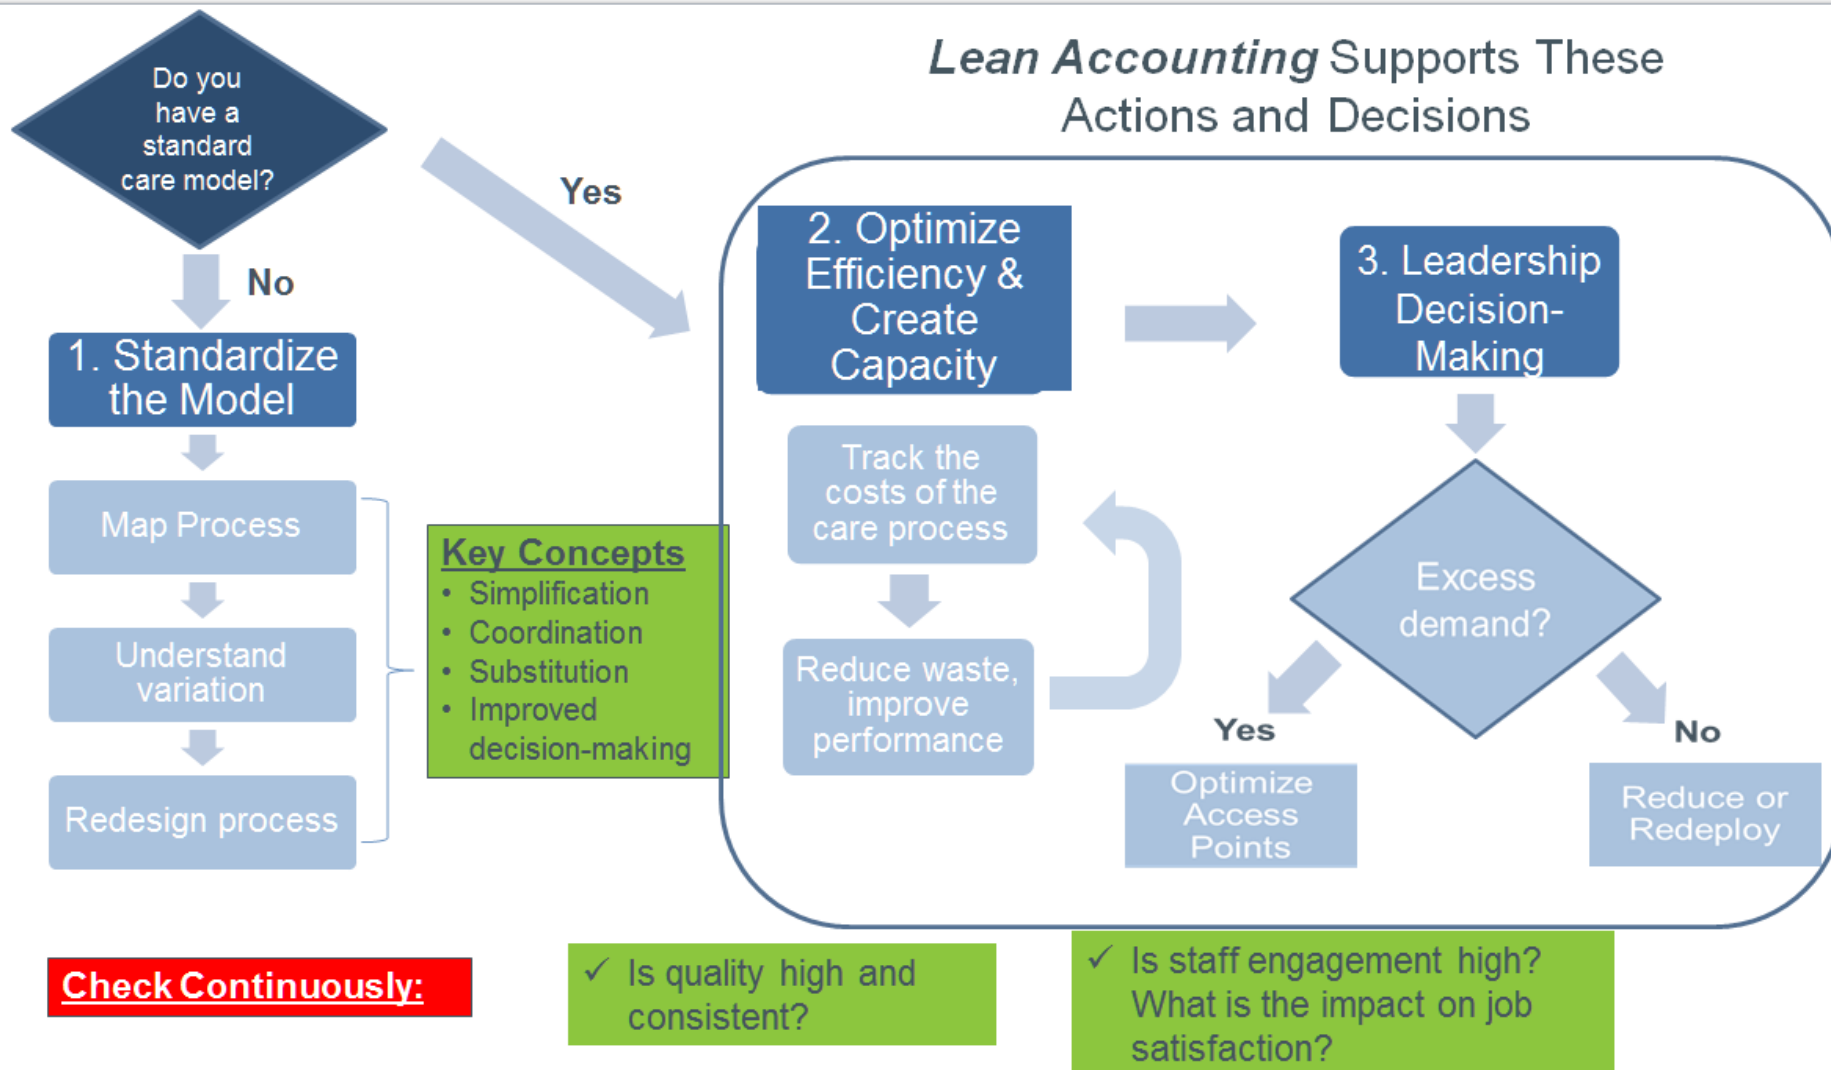 Lean Accounting Supports These
Actions and Decisions
Do you
have a
standard
care model?
Yes
No
1. Standardize
the Model
Map Process
Understand
variation
Redesign process
Key Concepts
• Simplification
• Coordination
• Substitution
• Improved
decision-making
2. Optimize
Efficiency &
Create
Capacity
Track the
costs of the
care process
Reduce waste,
improve
performance
3. Leadership
Decision-
Making
Excess
demand?
Yes
No
Optimize
Access
Points
Reduce or
Redeploy
Check Continuously:
✓ Is quality high and
consistent?
✓ Is staff engagement high?
What is the impact on job
satisfaction?